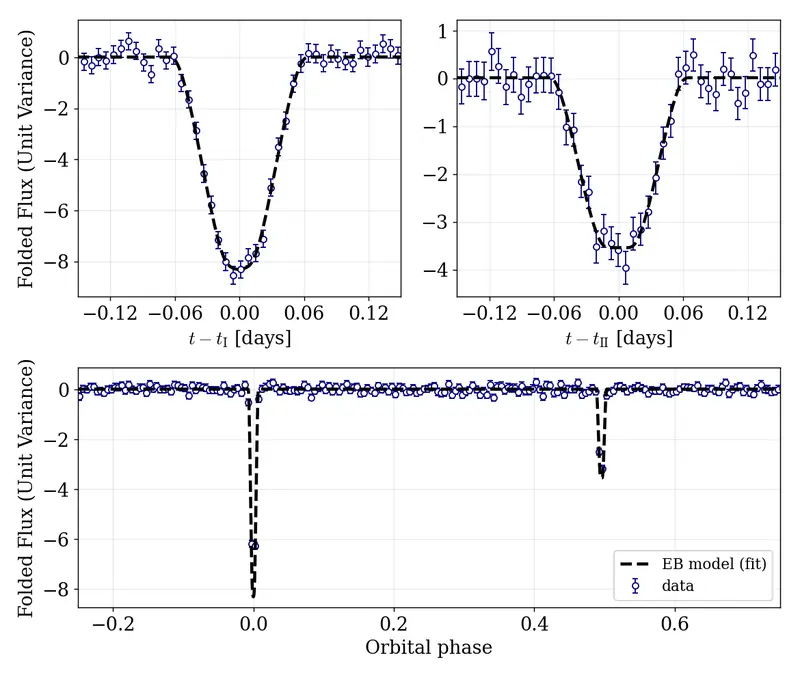 Folded Flux (Unit Variance)
0
−2
−4
−6
−8
−0.12 −0.06 0.00 0.06 0.12
t − tI [days]
1
0
−1
−2
−3
−4
−0.12 −0.06 0.00 0.06 0.12
t − tII [days]
Folded Flux (Unit Variance)
0
−2
−4
−6
−8
−0.2 0.0 0.2 0.4 0.6
Orbital phase
EB model (fit)
data